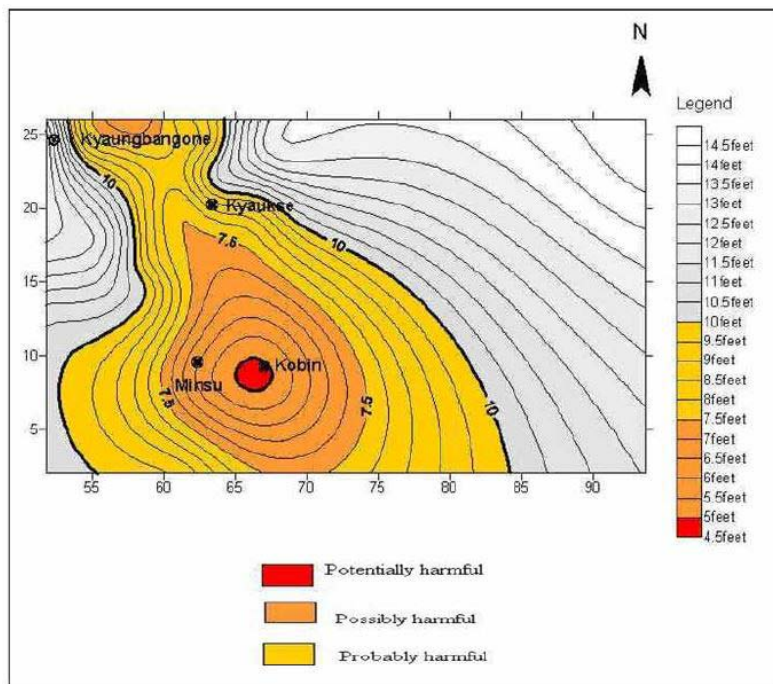 N
Legend
14.5feet
14feet
13.5feet
12.5feet
12feet
11.5feet
11feet
10.5feet
10feet
9.5feet
9feet
8.5feet
8feet
7.5feet
7feet
6.5feet
6feet
5.5feet
5feet
4.5feet
25
20
15
10
5
Kyaungbangone
10
Kyaukse
7.5
10
Kobin
Minsu
7.5
7.5
10
55 60 65 70 75 80 85 90
Potentially harmful
Possibly harmful
Probably harmful